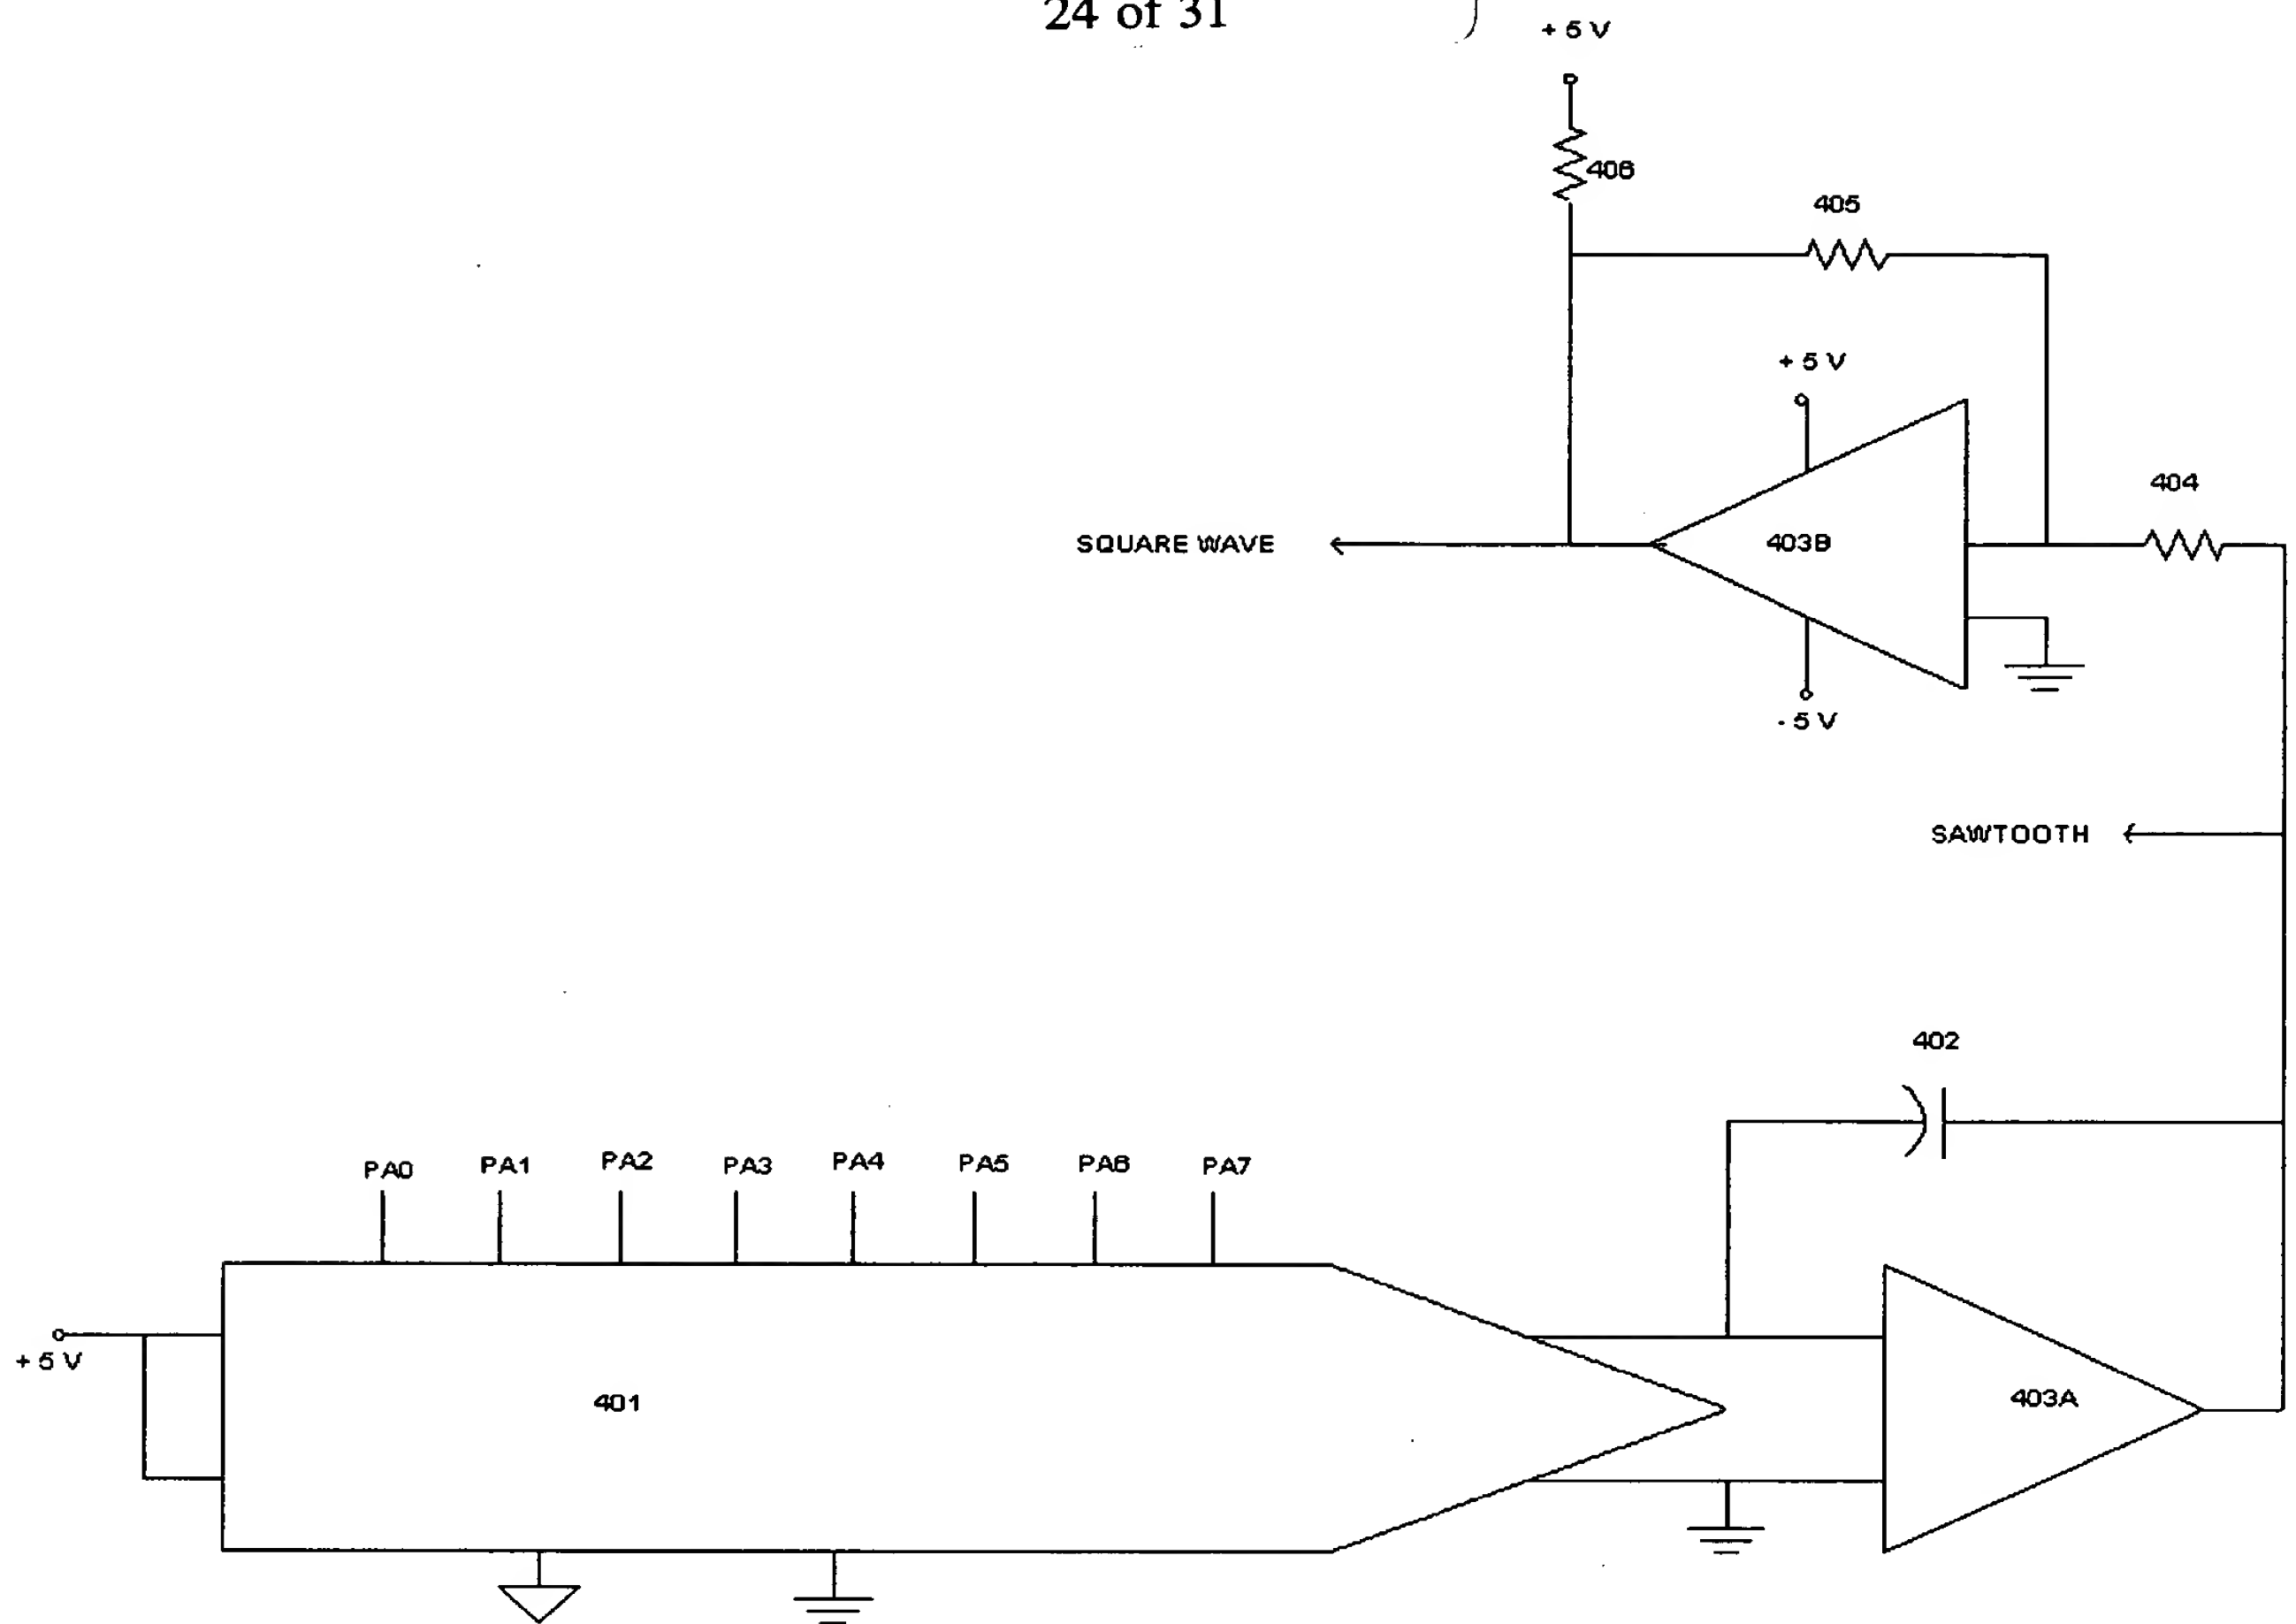 24 of 31
+ 5 V
406
405
+ 5 V
404
SQUARE WAVE
403B
- 5 V
SAWTOOTH
402
PA0 PA1 PA2 PA3 PA4 PA5 PA6 PA7
+ 5 V
401
403A